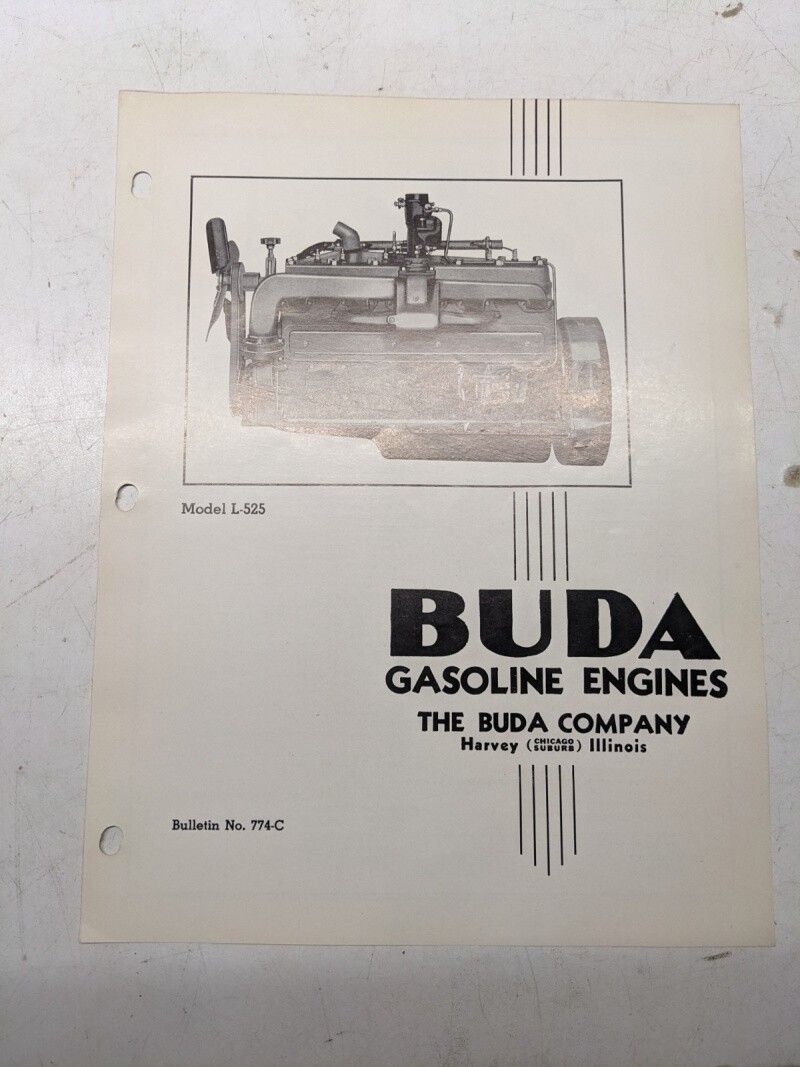 Model L-525
BUDA
GASOLINE ENGINES
THE BUDA COMPANY
Harvey (CHICAGO SUBURB) Illinois
Bulletin No. 774-C